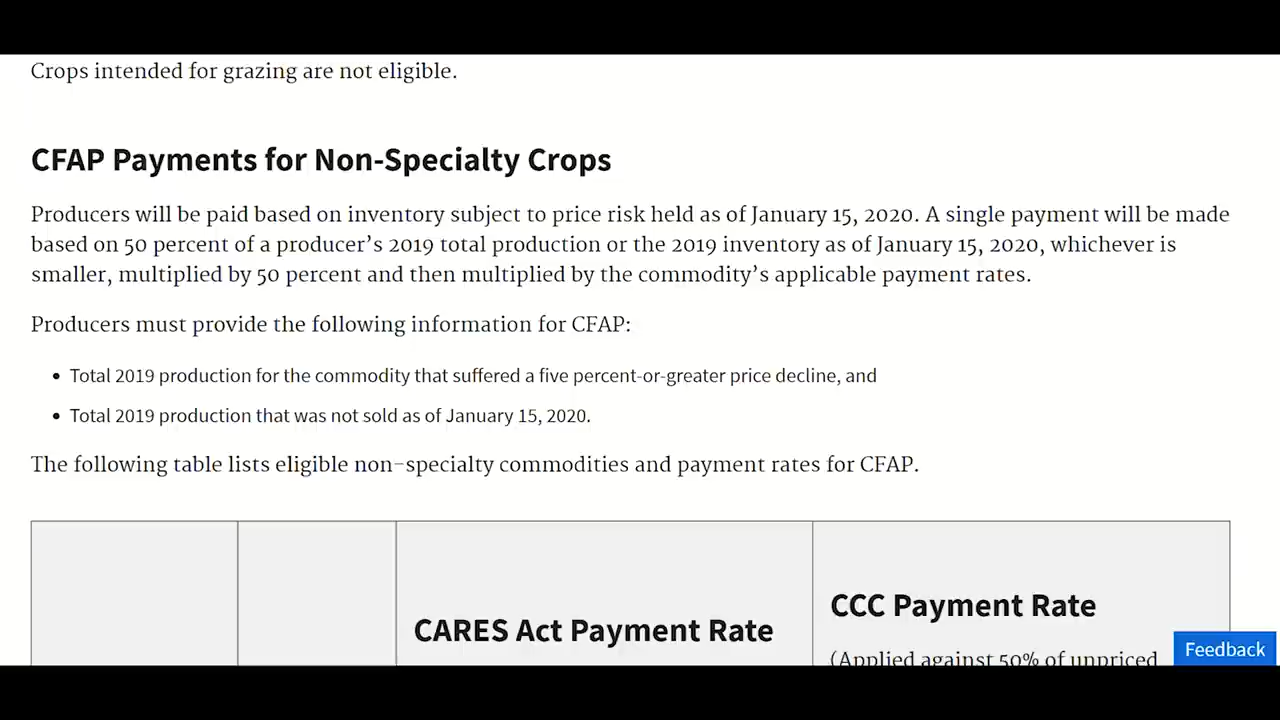 Crops intended for grazing are not eligible.
CFAP Payments for Non-Specialty Crops
Producers will be paid based on inventory subject to price risk held as of January 15, 2020. A single payment will be made
based on 50 percent of a producer’s 2019 total production or the 2019 inventory as of January 15, 2020, whichever is
smaller, multiplied by 50 percent and then multiplied by the commodity’s applicable payment rates.
Producers must provide the following information for CFAP:
• Total 2019 production for the commodity that suffered a five percent-or-greater price decline, and
• Total 2019 production that was not sold as of January 15, 2020.
The following table lists eligible non-specialty commodities and payment rates for CFAP.
CARES Act Payment Rate
CCC Payment Rate
(Applied against 50% of unpriced
Feedback